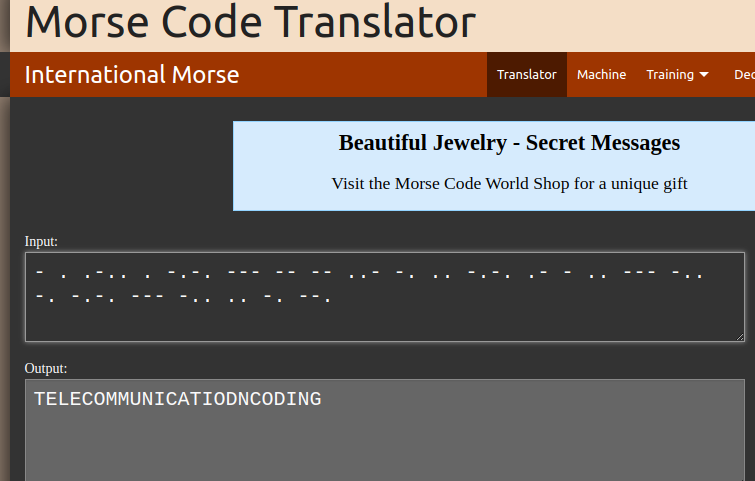 Morse Code Translator
International Morse
Translator Machine Training Dec
Beautiful Jewelry - Secret Messages
Visit the Morse Code World Shop for a unique gift
Input:
- . .-.. . -.-. --- -- -- ..- -. .. -.-. .- - .. --- -..
-. -.-. --- -.. .. -. --.
Output:
TELECOMMUNICATIODNCODING